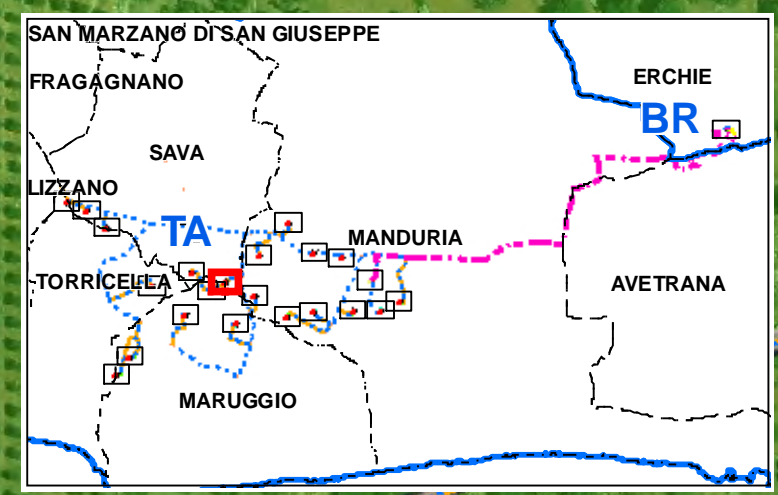 SAN MARZANO DI SAN GIUSEPPE
FRAGAGNANO
ERCHIE
BR
SAVA
LIZZANO
TA
MANDURIA
TORRICELLA
AVETRANA
MARUGGIO